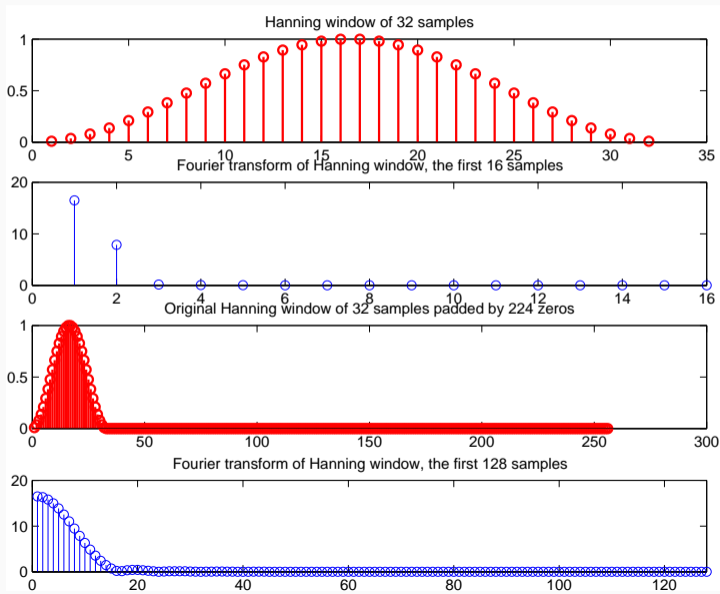 Hanning window of 32 samples
1
0.5
0
0 5 10 15 20 25 30 35
Fourier transform of Hanning window, the first 16 samples
20
10
0
0 2 4 6 8 10 12 14 16
Original Hanning window of 32 samples padded by 224 zeros
1
0.5
0
0 50 100 150 200 250 300
Fourier transform of Hanning window, the first 128 samples
20
10
0
0 20 40 60 80 100 120